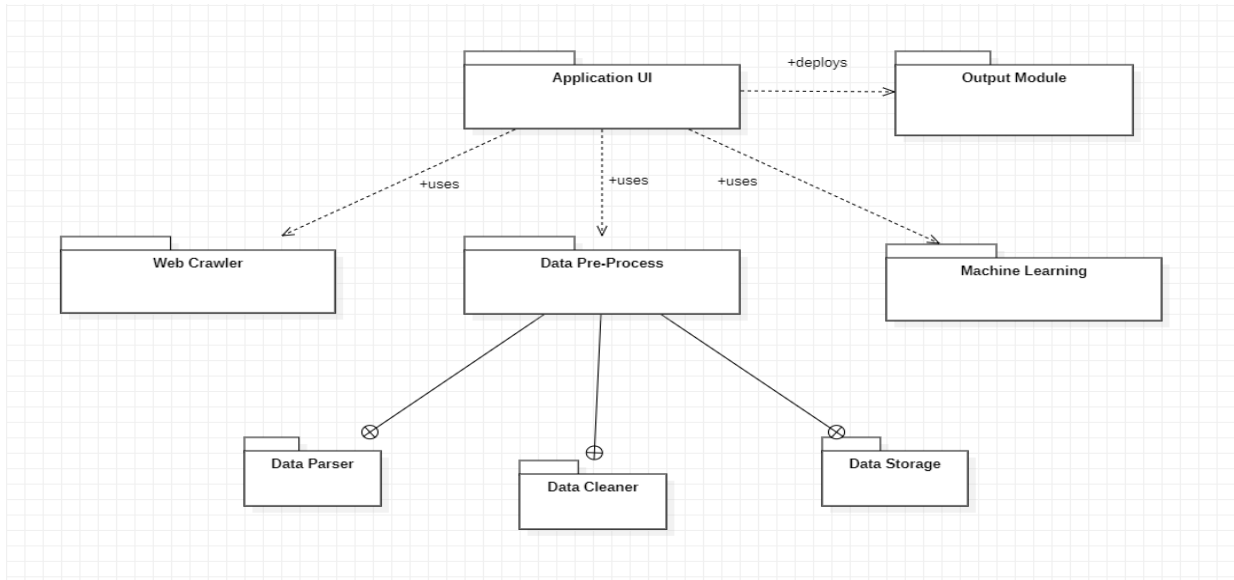 +deploys
Application UI
Output Module
+uses
+uses
+uses
Web Crawler
Data Pre-Process
Machine Learning
Data Parser
Data Cleaner
Data Storage